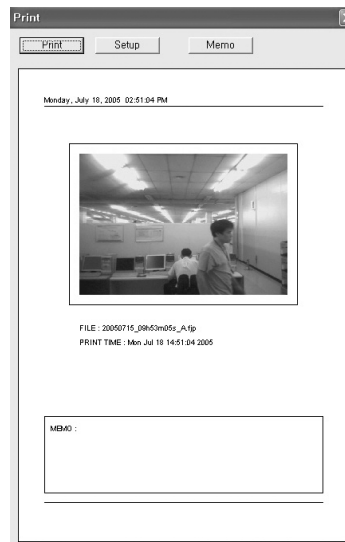 Print
Print Setup Memo
Monday, July 18, 2005 02:51:04 PM
FILE : 20050715_09h53m05s_A.fjp
PRINT TIME : Mon Jul 18 14:51:04 2005
MEMO :